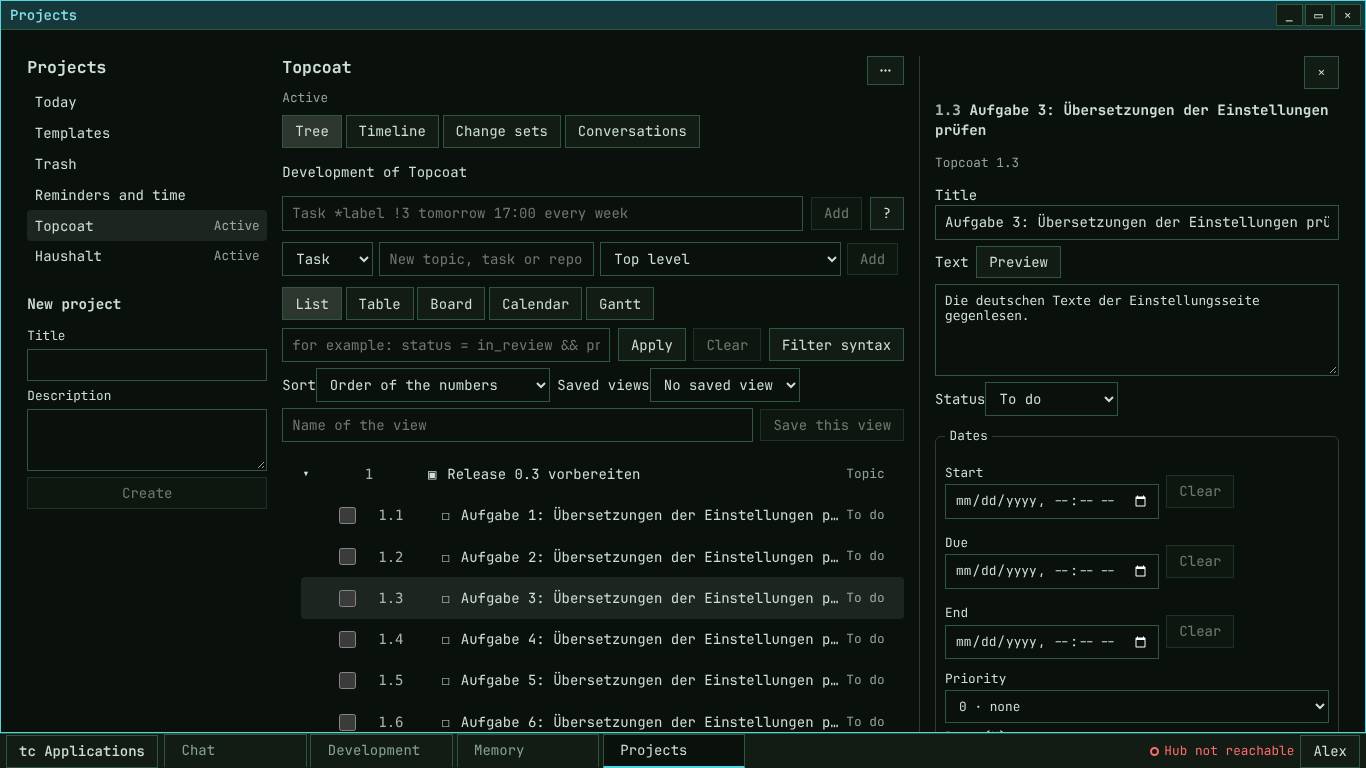 Projects
Projects
Today
Templates
Trash
Reminders and time
Topcoat Active
Haushalt Active
New project
Title
Description
Create
Topcoat
Active
Tree Timeline Change sets Conversations
Development of Topcoat
Task *label !3 tomorrow 17:00 every week Add ?
Task New topic, task or repo Top level Add
List Table Board Calendar Gantt
for example: status = in_review && pr Apply Clear Filter syntax
Sort Order of the numbers Saved views No saved view
Name of the view Save this view
1 Release 0.3 vorbereiten Topic
1.1 Aufgabe 1: Übersetzungen der Einstellungen p… To do
1.2 Aufgabe 2: Übersetzungen der Einstellungen p… To do
1.3 Aufgabe 3: Übersetzungen der Einstellungen p… To do
1.4 Aufgabe 4: Übersetzungen der Einstellungen p… To do
1.5 Aufgabe 5: Übersetzungen der Einstellungen p… To do
1.6 Aufgabe 6: Übersetzungen der Einstellungen p… To do
1.3 Aufgabe 3: Übersetzungen der Einstellungen
prüfen
Topcoat 1.3
Title
Aufgabe 3: Übersetzungen der Einstellungen prü
Text Preview
Die deutschen Texte der Einstellungsseite
gegenlesen.
Status To do
Dates
Start
mm/dd/yyyy, --:-- -- Clear
Due
mm/dd/yyyy, --:-- -- Clear
End
mm/dd/yyyy, --:-- -- Clear
Priority
0 · none
tc Applications Chat Development Memory Projects Hub not reachable Alex